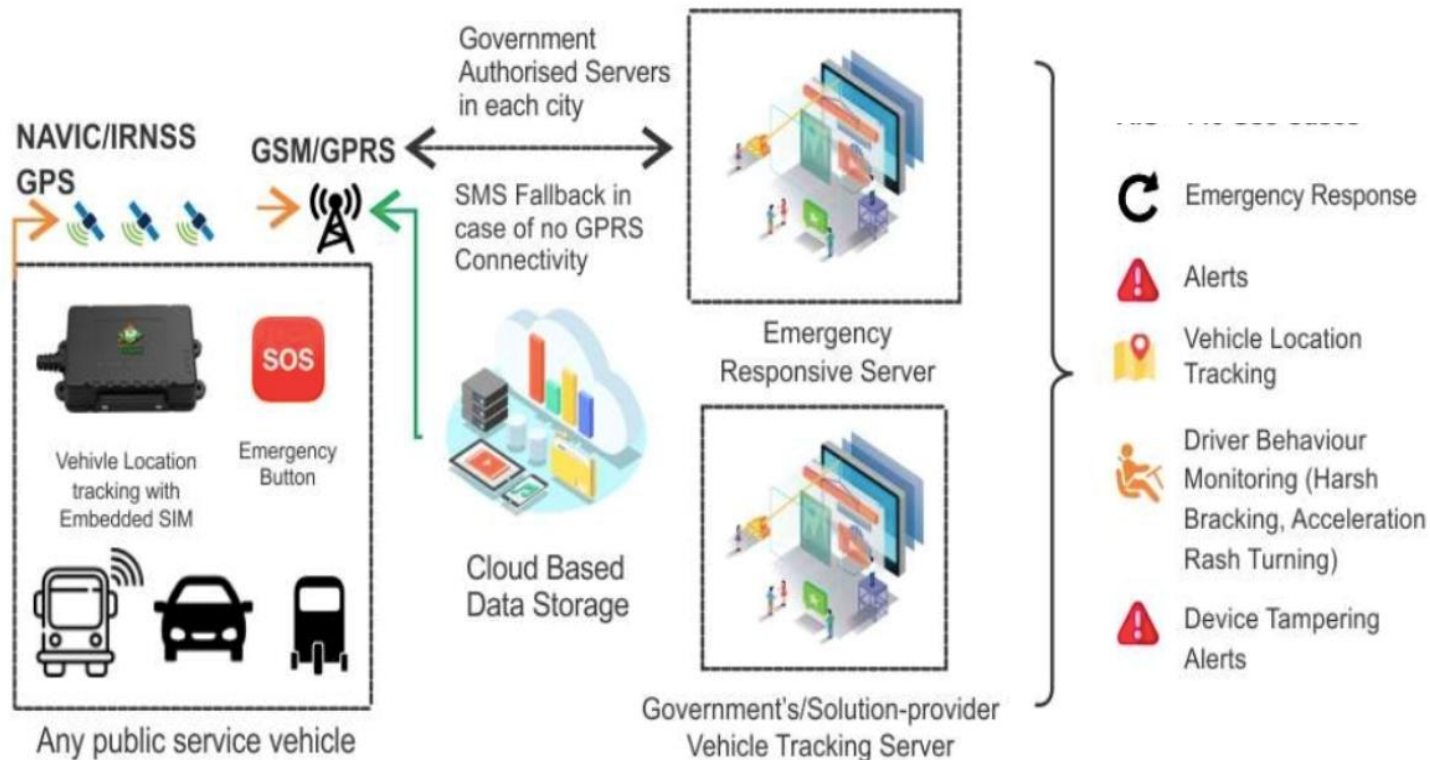 Government
Authorised Servers
in each city
NAVIC/IRNSS
GPS
GSM/GPRS
SMS Fallback in
case of no GPRS
Connectivity
SOS
Vehivle Location
tracking with
Embedded SIM
Emergency
Button
Any public service vehicle
Cloud Based
Data Storage
Emergency
Responsive Server
Government's/Solution-provider
Vehicle Tracking Server
Emergency Response
Alerts
Vehicle Location
Tracking
Driver Behaviour
Monitoring (Harsh
Bracking, Acceleration
Rash Turning)
Device Tampering
Alerts